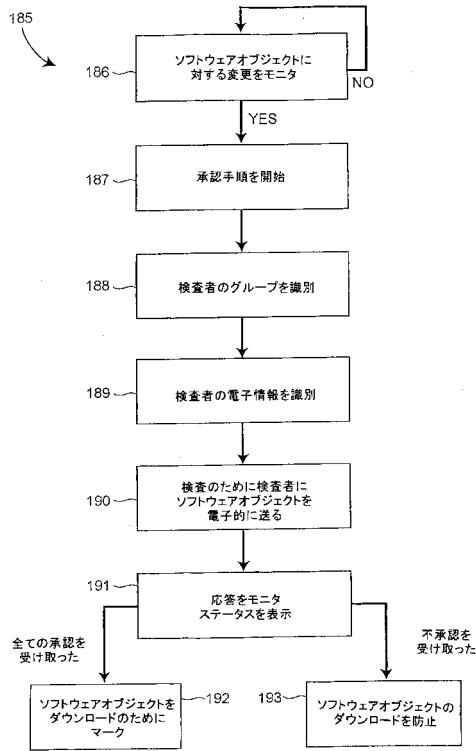 185
186
ソフトウェアオブジェクトに
対する変更をモニタ
NO
YES
187
承認手順を開始
188
検査者のグループを識別
189
検査者の電子情報を識別
190
検査のために検査者に
ソフトウェアオブジェクトを
電子的に送る
191
応答をモニタ
ステータスを表示
全ての承認を
受け取った
不承認を
受け取った
ソフトウェアオブジェクトを
ダウンロードのために
マーク
192
193
ソフトウェアオブジェクトの
ダウンロードを防止